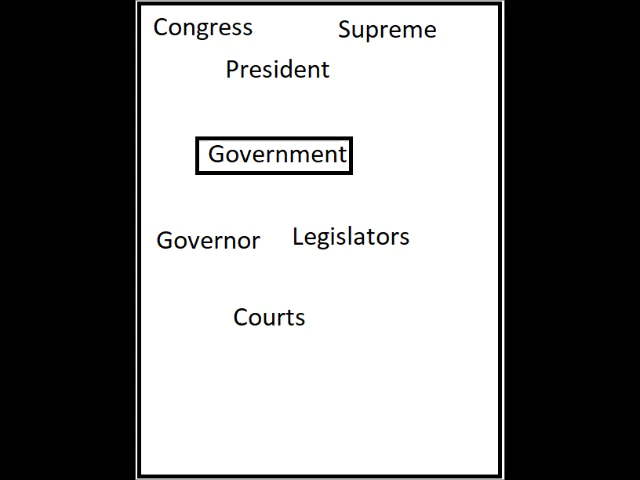 Congress Supreme
President
Government
Governor Legislators
Courts